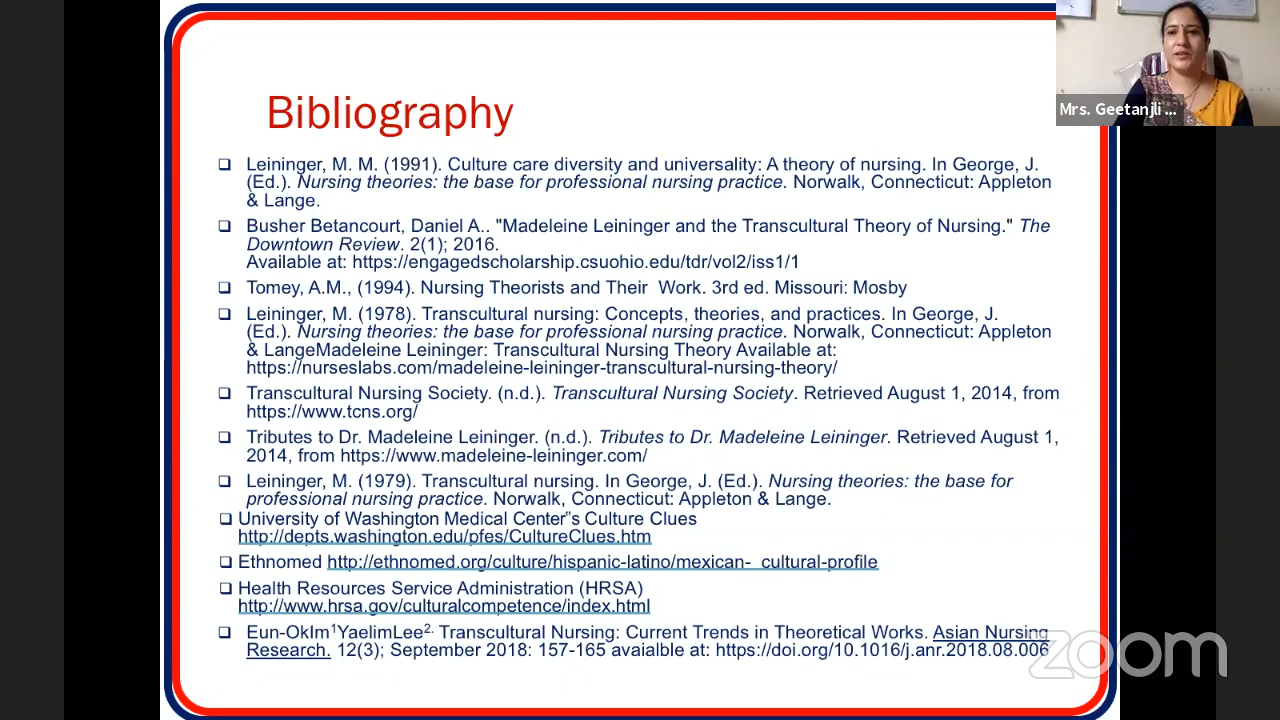 Bibliography
Mrs. Geetanjli ...
❑ Leininger, M. M. (1991). Culture care diversity and universality: A theory of nursing. In George, J.
(Ed.). Nursing theories: the base for professional nursing practice. Norwalk, Connecticut: Appleton
& Lange.
❑ Busher Betancourt, Daniel A.. "Madeleine Leininger and the Transcultural Theory of Nursing." The
Downtown Review. 2(1); 2016.
Available at: https://engagedscholarship.csuohio.edu/tdr/vol2/iss1/1
❑ Tomey, A.M., (1994). Nursing Theorists and Their Work. 3rd ed. Missouri: Mosby
❑ Leininger, M. (1978). Transcultural nursing: Concepts, theories, and practices. In George, J.
(Ed.). Nursing theories: the base for professional nursing practice. Norwalk, Connecticut: Appleton
& LangeMadeleine Leininger: Transcultural Nursing Theory Available at:
https://nurseslabs.com/madeleine-leininger-transcultural-nursing-theory/
❑ Transcultural Nursing Society. (n.d.). Transcultural Nursing Society. Retrieved August 1, 2014, from
https://www.tcns.org/
❑ Tributes to Dr. Madeleine Leininger. (n.d.). Tributes to Dr. Madeleine Leininger. Retrieved August 1,
2014, from https://www.madeleine-leininger.com/
❑ Leininger, M. (1979). Transcultural nursing. In George, J. (Ed.). Nursing theories: the base for
professional nursing practice. Norwalk, Connecticut: Appleton & Lange.
❑ University of Washington Medical Center"s Culture Clues
http://depts.washington.edu/pfes/CultureClues.htm
❑ Ethnomed http://ethnomed.org/culture/hispanic-latino/mexican- cultural-profile
❑ Health Resources Service Administration (HRSA)
http://www.hrsa.gov/culturalcompetence/index.html
❑ Eun-OkIm¹YaelimLee². Transcultural Nursing: Current Trends in Theoretical Works. Asian Nursing
Research. 12(3); September 2018: 157-165 avaialble at: https://doi.org/10.1016/j.anr.2018.08.006
zoom